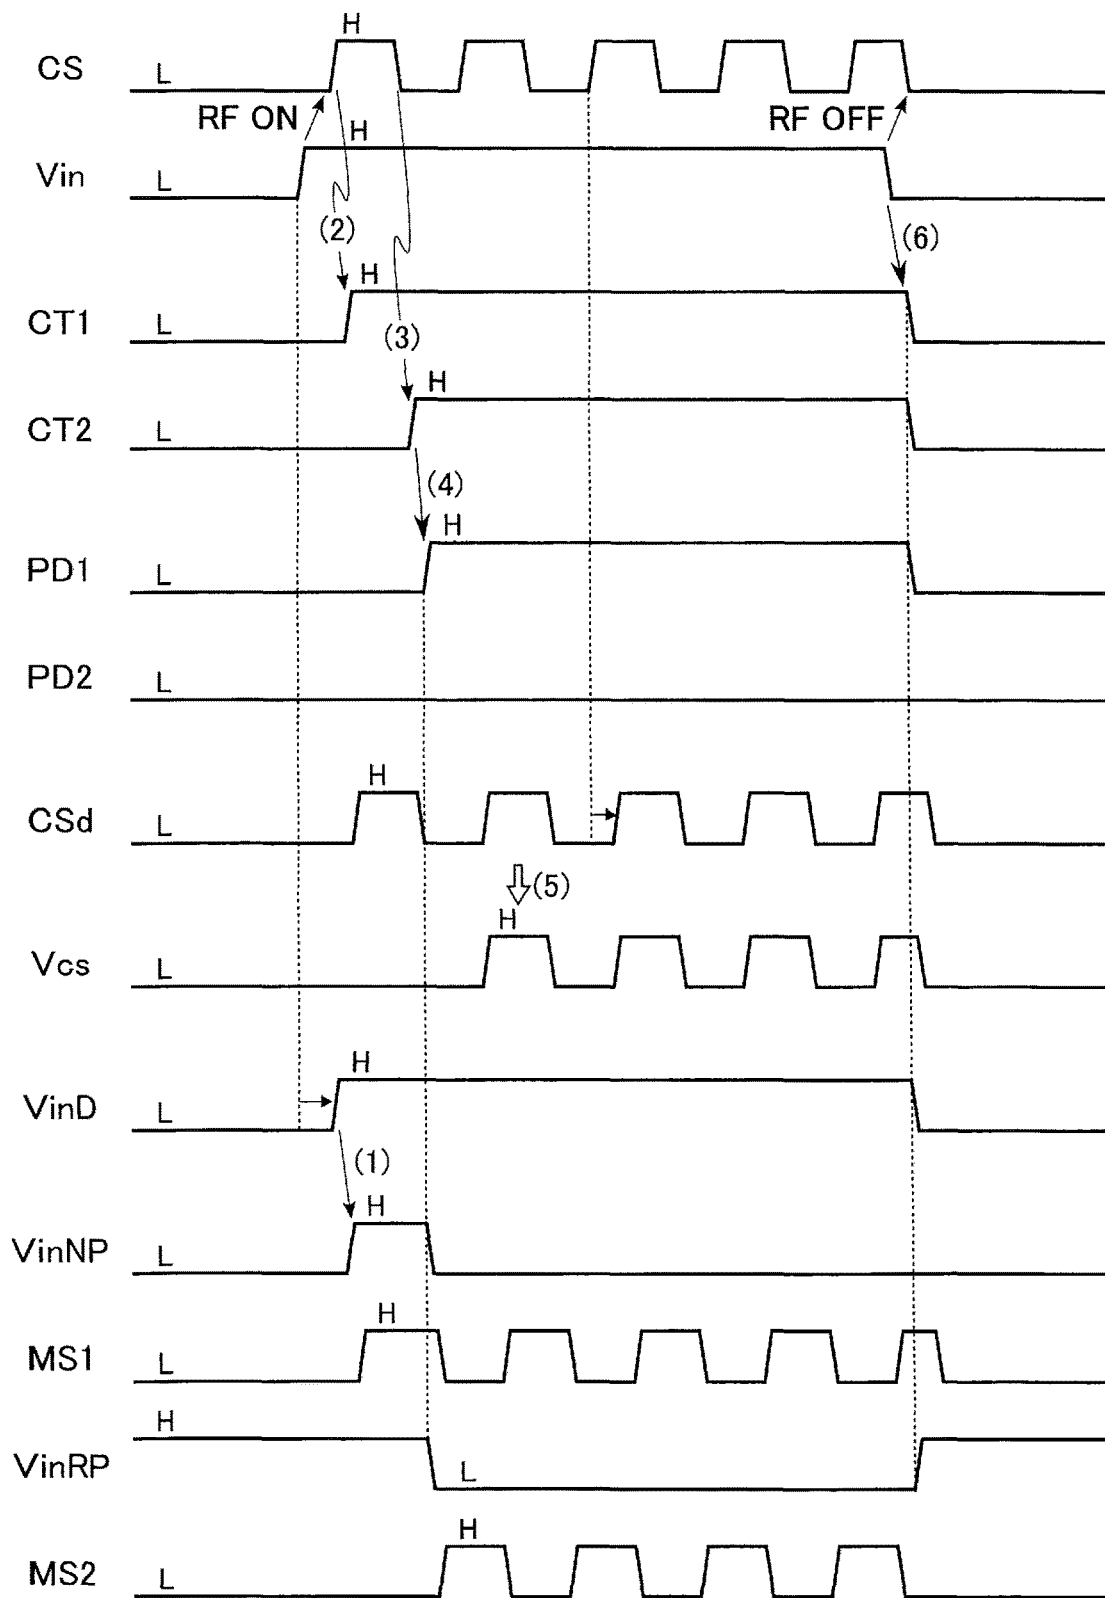 H
CS L
RF ON RF OFF
H
Vin L
(2) (6)
H
CT1 L
(3)
H
CT2 L
(4)
H
PD1 L
PD2 L
H
CSd L
(5)
H
Vcs L
H
VinD L
(1)
H
VinNP L
H
MS1 L
H
VinRP L
H
MS2 L